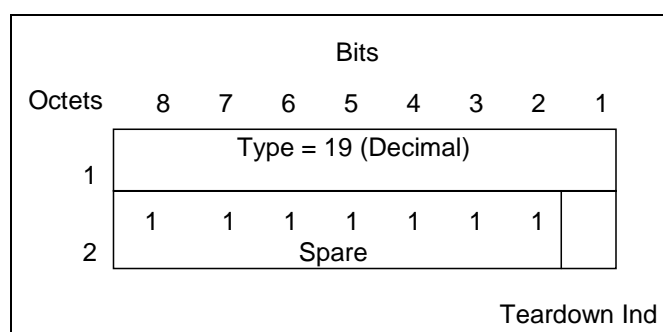 Bits
Octets 8 7 6 5 4 3 2 1
Type = 19 (Decimal)
1
1 1 1 1 1 1 1
2 Spare
Teardown Ind